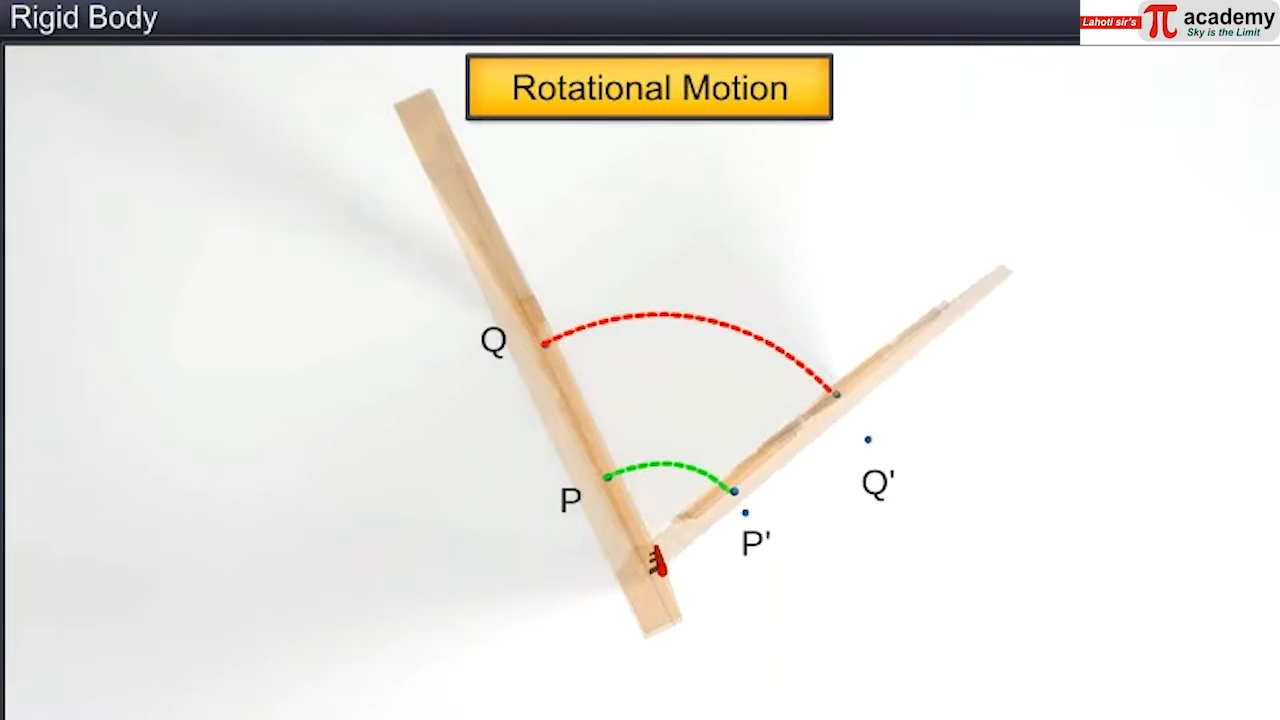 Rigid Body
Lahoti sir's
π academy
Sky is the Limit
Rotational Motion
Q
P
Q'
P'